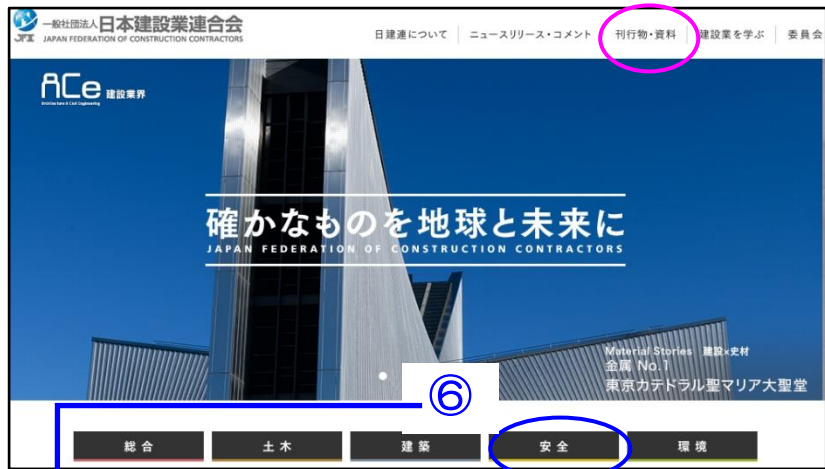 一般社団法人日本建設業連合会
JAPAN FEDERATION OF CONSTRUCTION CONTRACTORS
日建連について ニュースリリース・コメント 刊行物・資料 建設業を学ぶ 委員会
ACe 建設業界
Architecture & Civil Engineering
確かなものを地球と未来に
JAPAN FEDERATION OF CONSTRUCTION CONTRACTORS
Material Stories 建設×史材
金属 No.1
東京カテドラル聖マリア大聖堂
⑥
総合 土木 建築 安全 環境